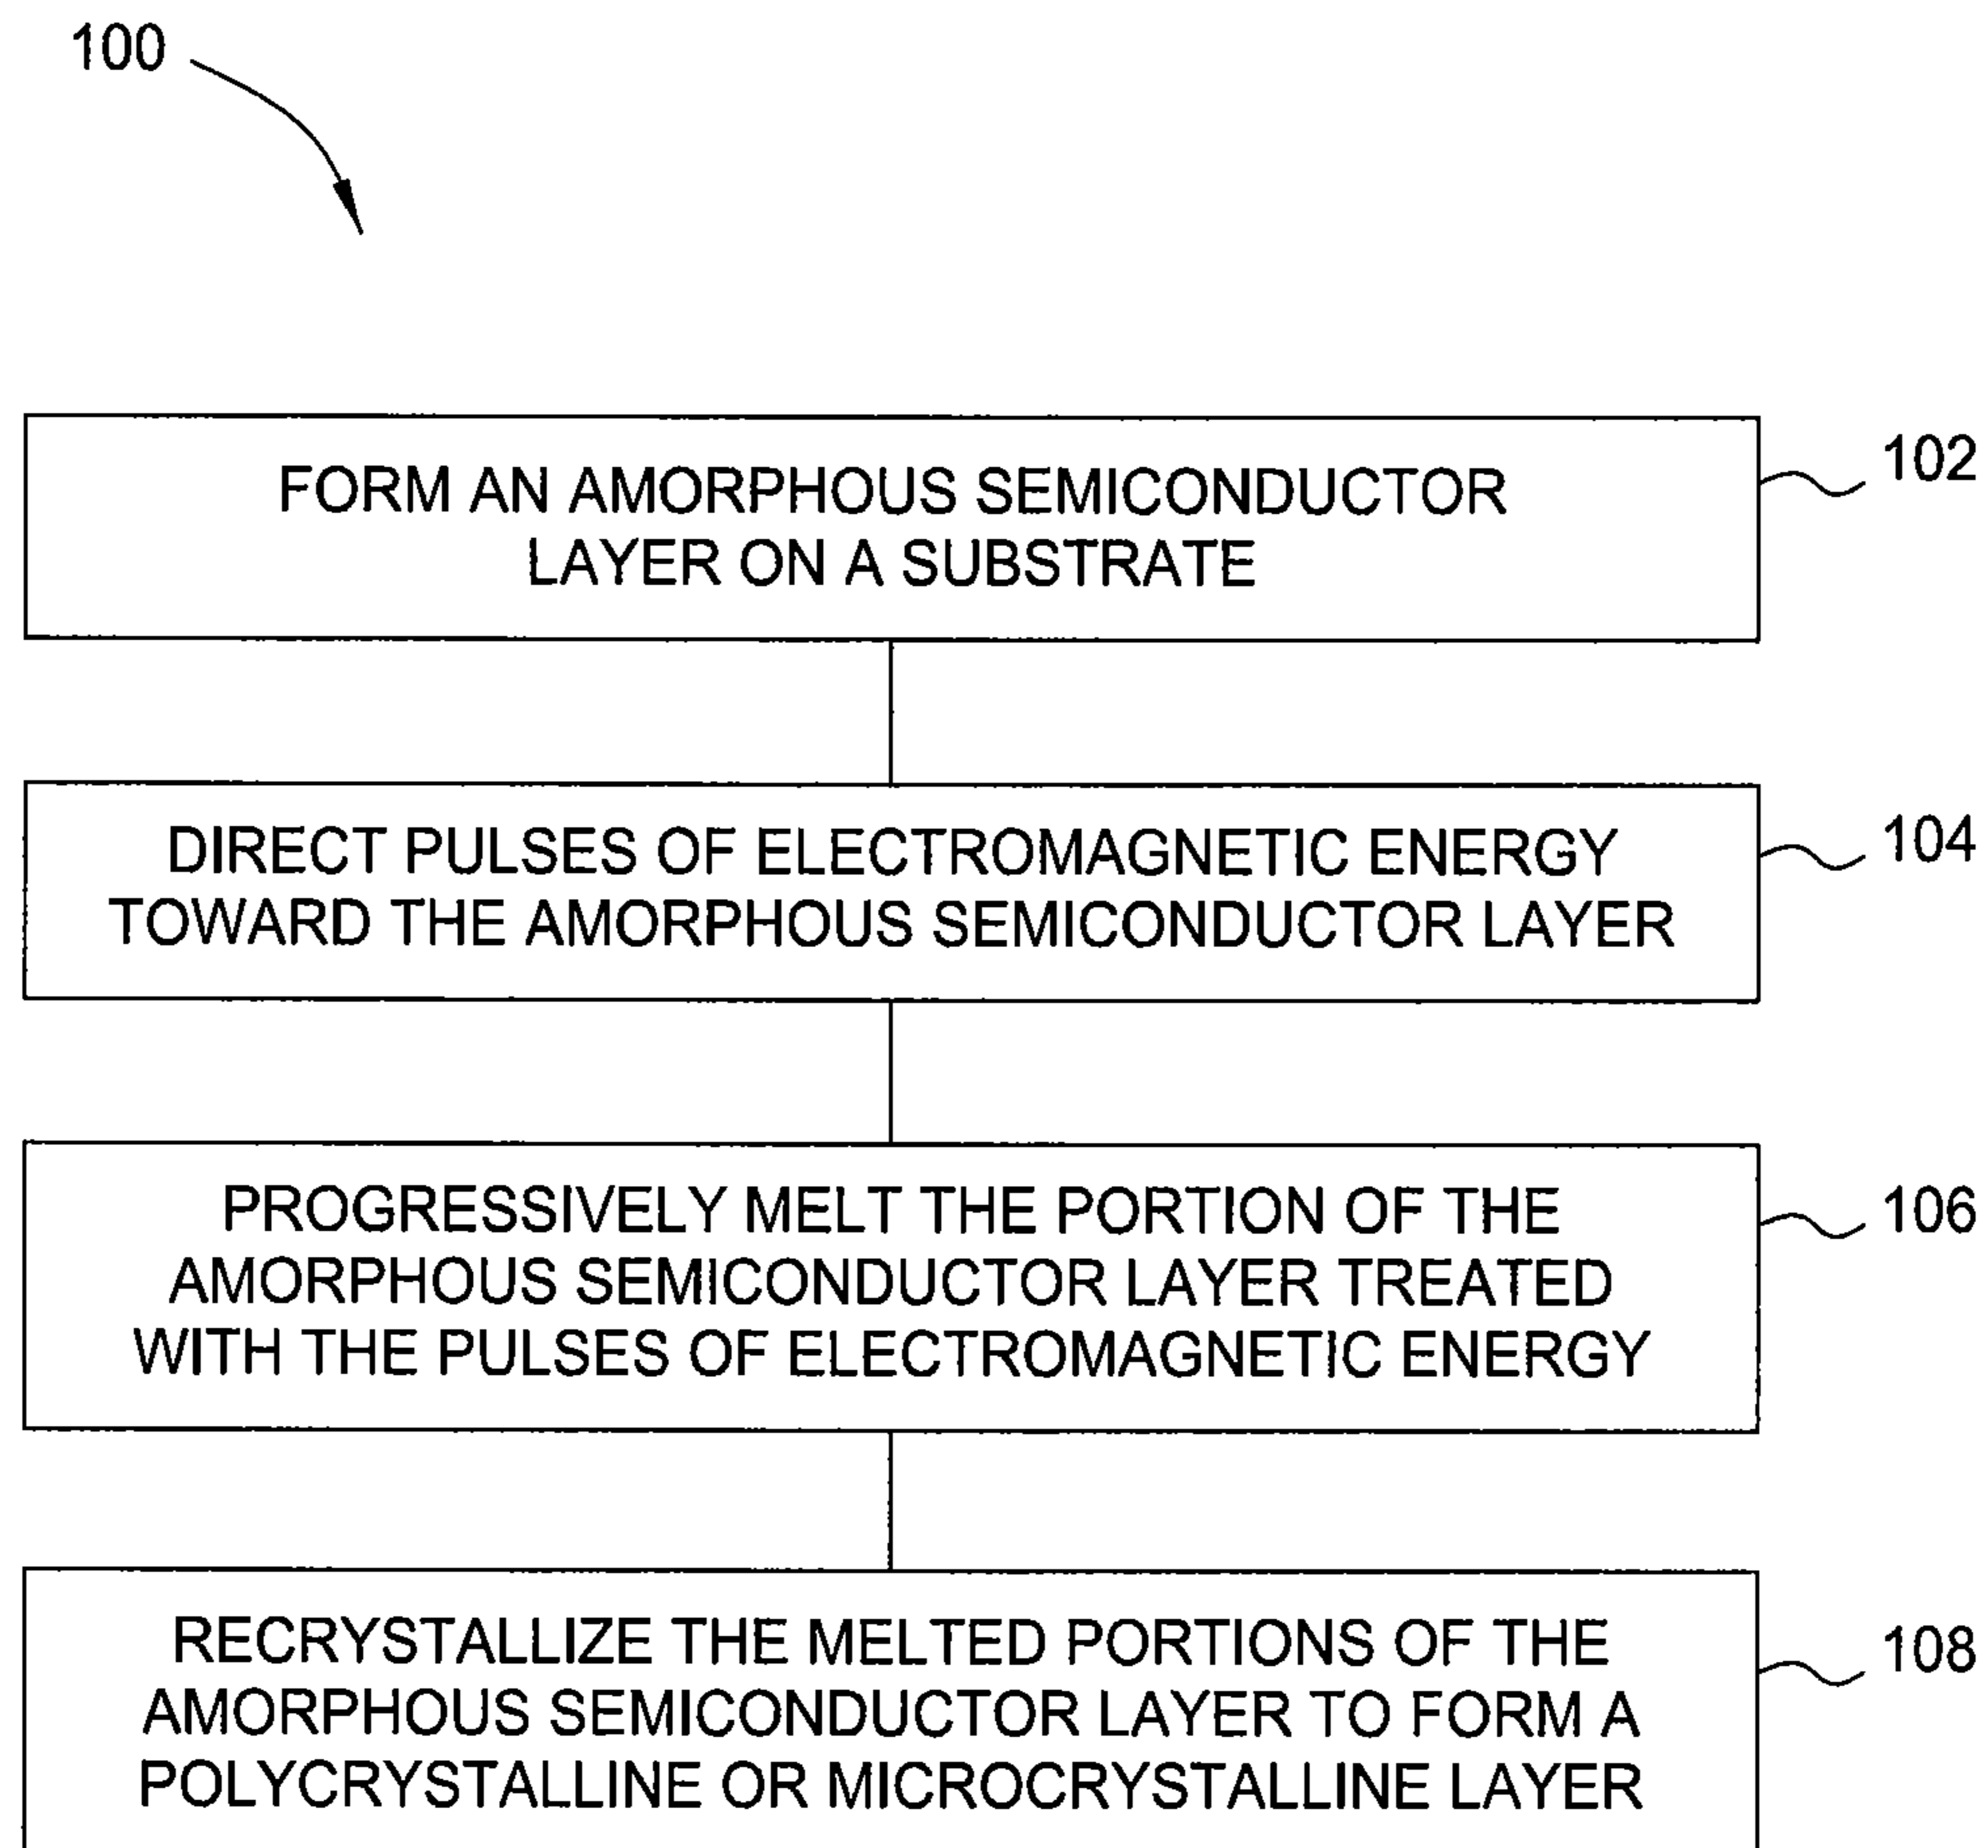 100
FORM AN AMORPHOUS SEMICONDUCTOR
LAYER ON A SUBSTRATE
102
DIRECT PULSES OF ELECTROMAGNETIC ENERGY
TOWARD THE AMORPHOUS SEMICONDUCTOR LAYER
104
PROGRESSIVELY MELT THE PORTION OF THE
AMORPHOUS SEMICONDUCTOR LAYER TREATED
WITH THE PULSES OF ELECTROMAGNETIC ENERGY
106
RECRYSTALLIZE THE MELTED PORTIONS OF THE
AMORPHOUS SEMICONDUCTOR LAYER TO FORM A
POLYCRYSTALLINE OR MICROCRYSTALLINE LAYER
108